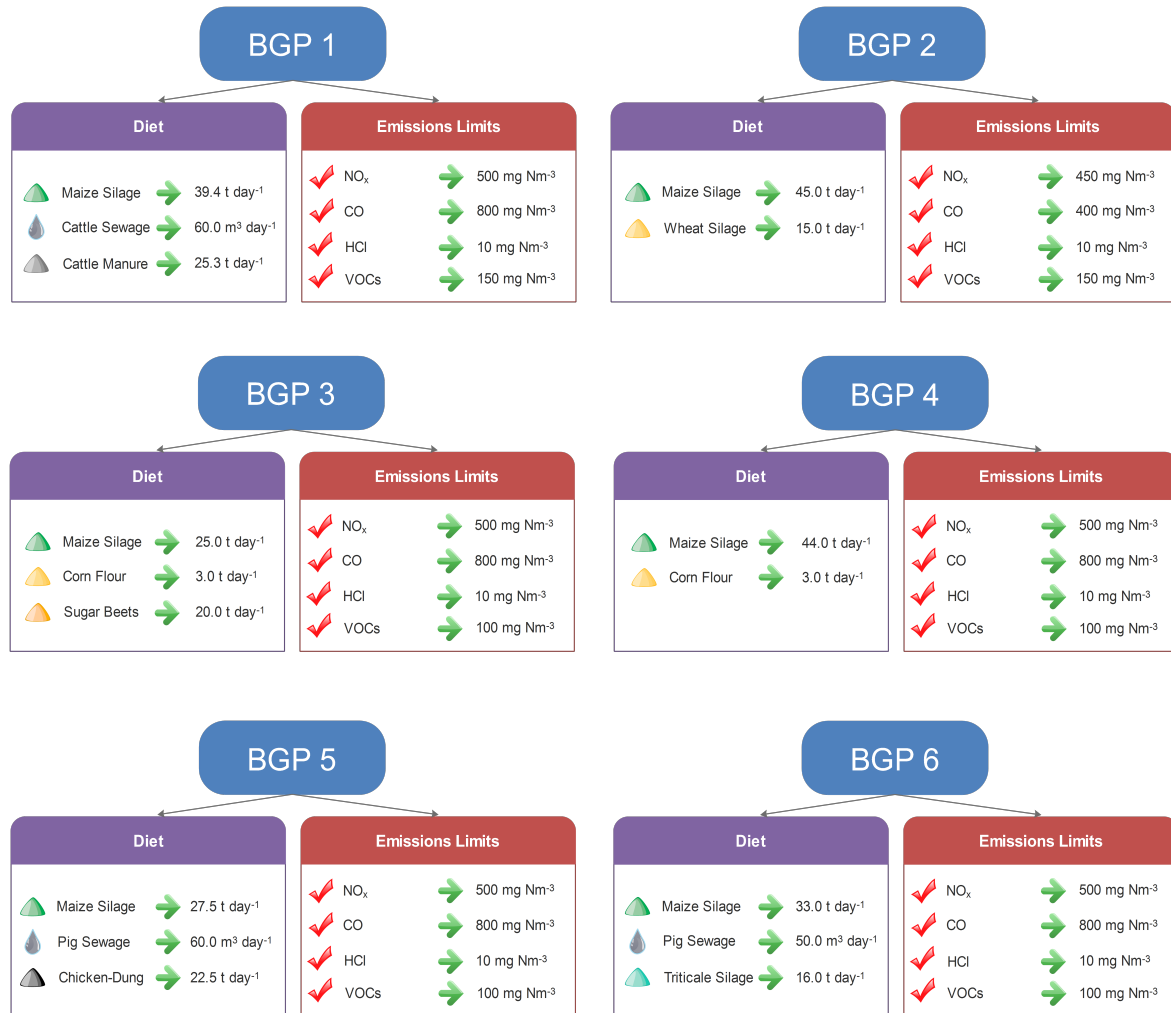 BGP 1
Diet
Maize Silage 39.4 t day⁻¹
Cattle Sewage 60.0 m³ day⁻¹
Cattle Manure 25.3 t day⁻¹
Emissions Limits
NOₓ 500 mg Nm⁻³
CO 800 mg Nm⁻³
HCl 10 mg Nm⁻³
VOCs 150 mg Nm⁻³
BGP 2
Diet
Maize Silage 45.0 t day⁻¹
Wheat Silage 15.0 t day⁻¹
Emissions Limits
NOₓ 450 mg Nm⁻³
CO 400 mg Nm⁻³
HCl 10 mg Nm⁻³
VOCs 150 mg Nm⁻³
BGP 3
Diet
Maize Silage 25.0 t day⁻¹
Corn Flour 3.0 t day⁻¹
Sugar Beets 20.0 t day⁻¹
Emissions Limits
NOₓ 500 mg Nm⁻³
CO 800 mg Nm⁻³
HCl 10 mg Nm⁻³
VOCs 100 mg Nm⁻³
BGP 4
Diet
Maize Silage 44.0 t day⁻¹
Corn Flour 3.0 t day⁻¹
Emissions Limits
NOₓ 500 mg Nm⁻³
CO 800 mg Nm⁻³
HCl 10 mg Nm⁻³
VOCs 100 mg Nm⁻³
BGP 5
Diet
Maize Silage 27.5 t day⁻¹
Pig Sewage 60.0 m³ day⁻¹
Chicken-Dung 22.5 t day⁻¹
Emissions Limits
NOₓ 500 mg Nm⁻³
CO 800 mg Nm⁻³
HCl 10 mg Nm⁻³
VOCs 100 mg Nm⁻³
BGP 6
Diet
Maize Silage 33.0 t day⁻¹
Pig Sewage 50.0 m³ day⁻¹
Triticale Silage 16.0 t day⁻¹
Emissions Limits
NOₓ 500 mg Nm⁻³
CO 800 mg Nm⁻³
HCl 10 mg Nm⁻³
VOCs 100 mg Nm⁻³